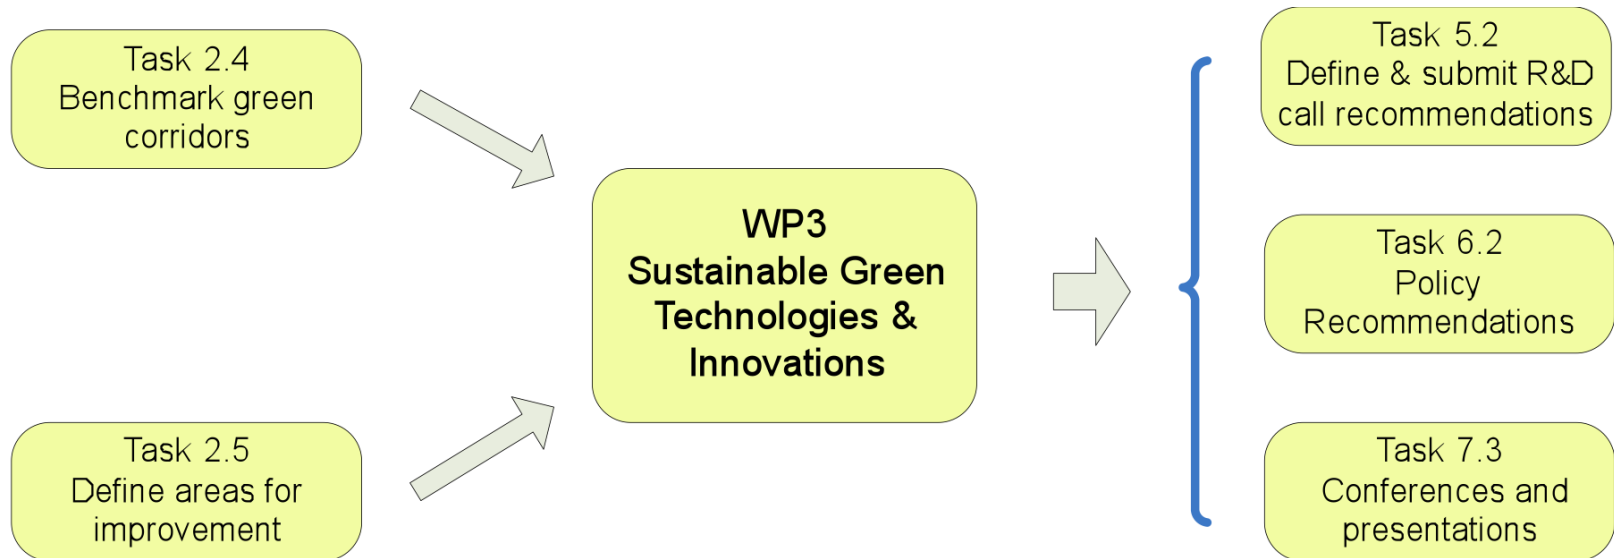 Task 2.4
Benchmark green
corridors
Task 2.5
Define areas for
improvement
WP3
Sustainable Green
Technologies &
Innovations
Task 5.2
Define & submit R&D
call recommendations
Task 6.2
Policy
Recommendations
Task 7.3
Conferences and
presentations